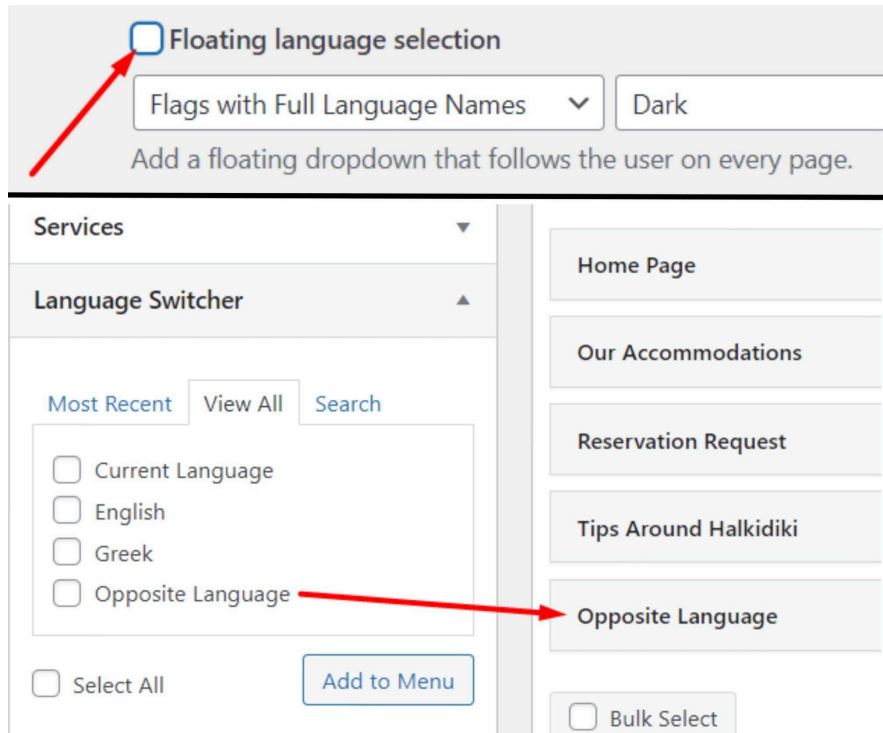 Floating language selection
Flags with Full Language Names
Dark
Add a floating dropdown that follows the user on every page.
Services
Language Switcher
Most Recent
View All
Search
Current Language
English
Greek
Opposite Language
Select All
Add to Menu
Home Page
Our Accommodations
Reservation Request
Tips Around Halkidiki
Opposite Language
Bulk Select